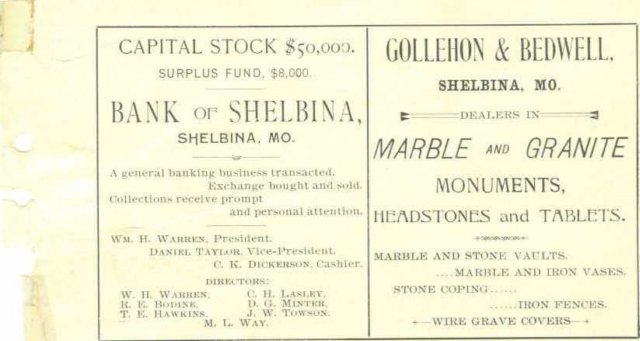 CAPITAL STOCK $50,000.
SURPLUS FUND, $8,000.
BANK OF SHELBINA,
SHELBINA, MO.
A general banking business transacted.
Exchange bought and sold.
Collections receive prompt
and personal attention.
WM. H. WARREN, President.
DANIEL TAYLOR, Vice-President.
C. K. DICKERSON, Cashier.
DIRECTORS:
W. H. WARREN, C. H. LASLEY,
R. E. BODINE, D. G. MINTER,
T. E. HAWKINS, J. W. TOWSON,
M. L. WAY.
GOLLEHON & BEDWELL,
SHELBINA, MO.
DEALERS IN
MARBLE AND GRANITE
MONUMENTS,
HEADSTONES and TABLETS.
MARBLE AND STONE VAULTS.
....MARBLE AND IRON VASES.
STONE COPING......
......IRON FENCES.
WIRE GRAVE COVERS